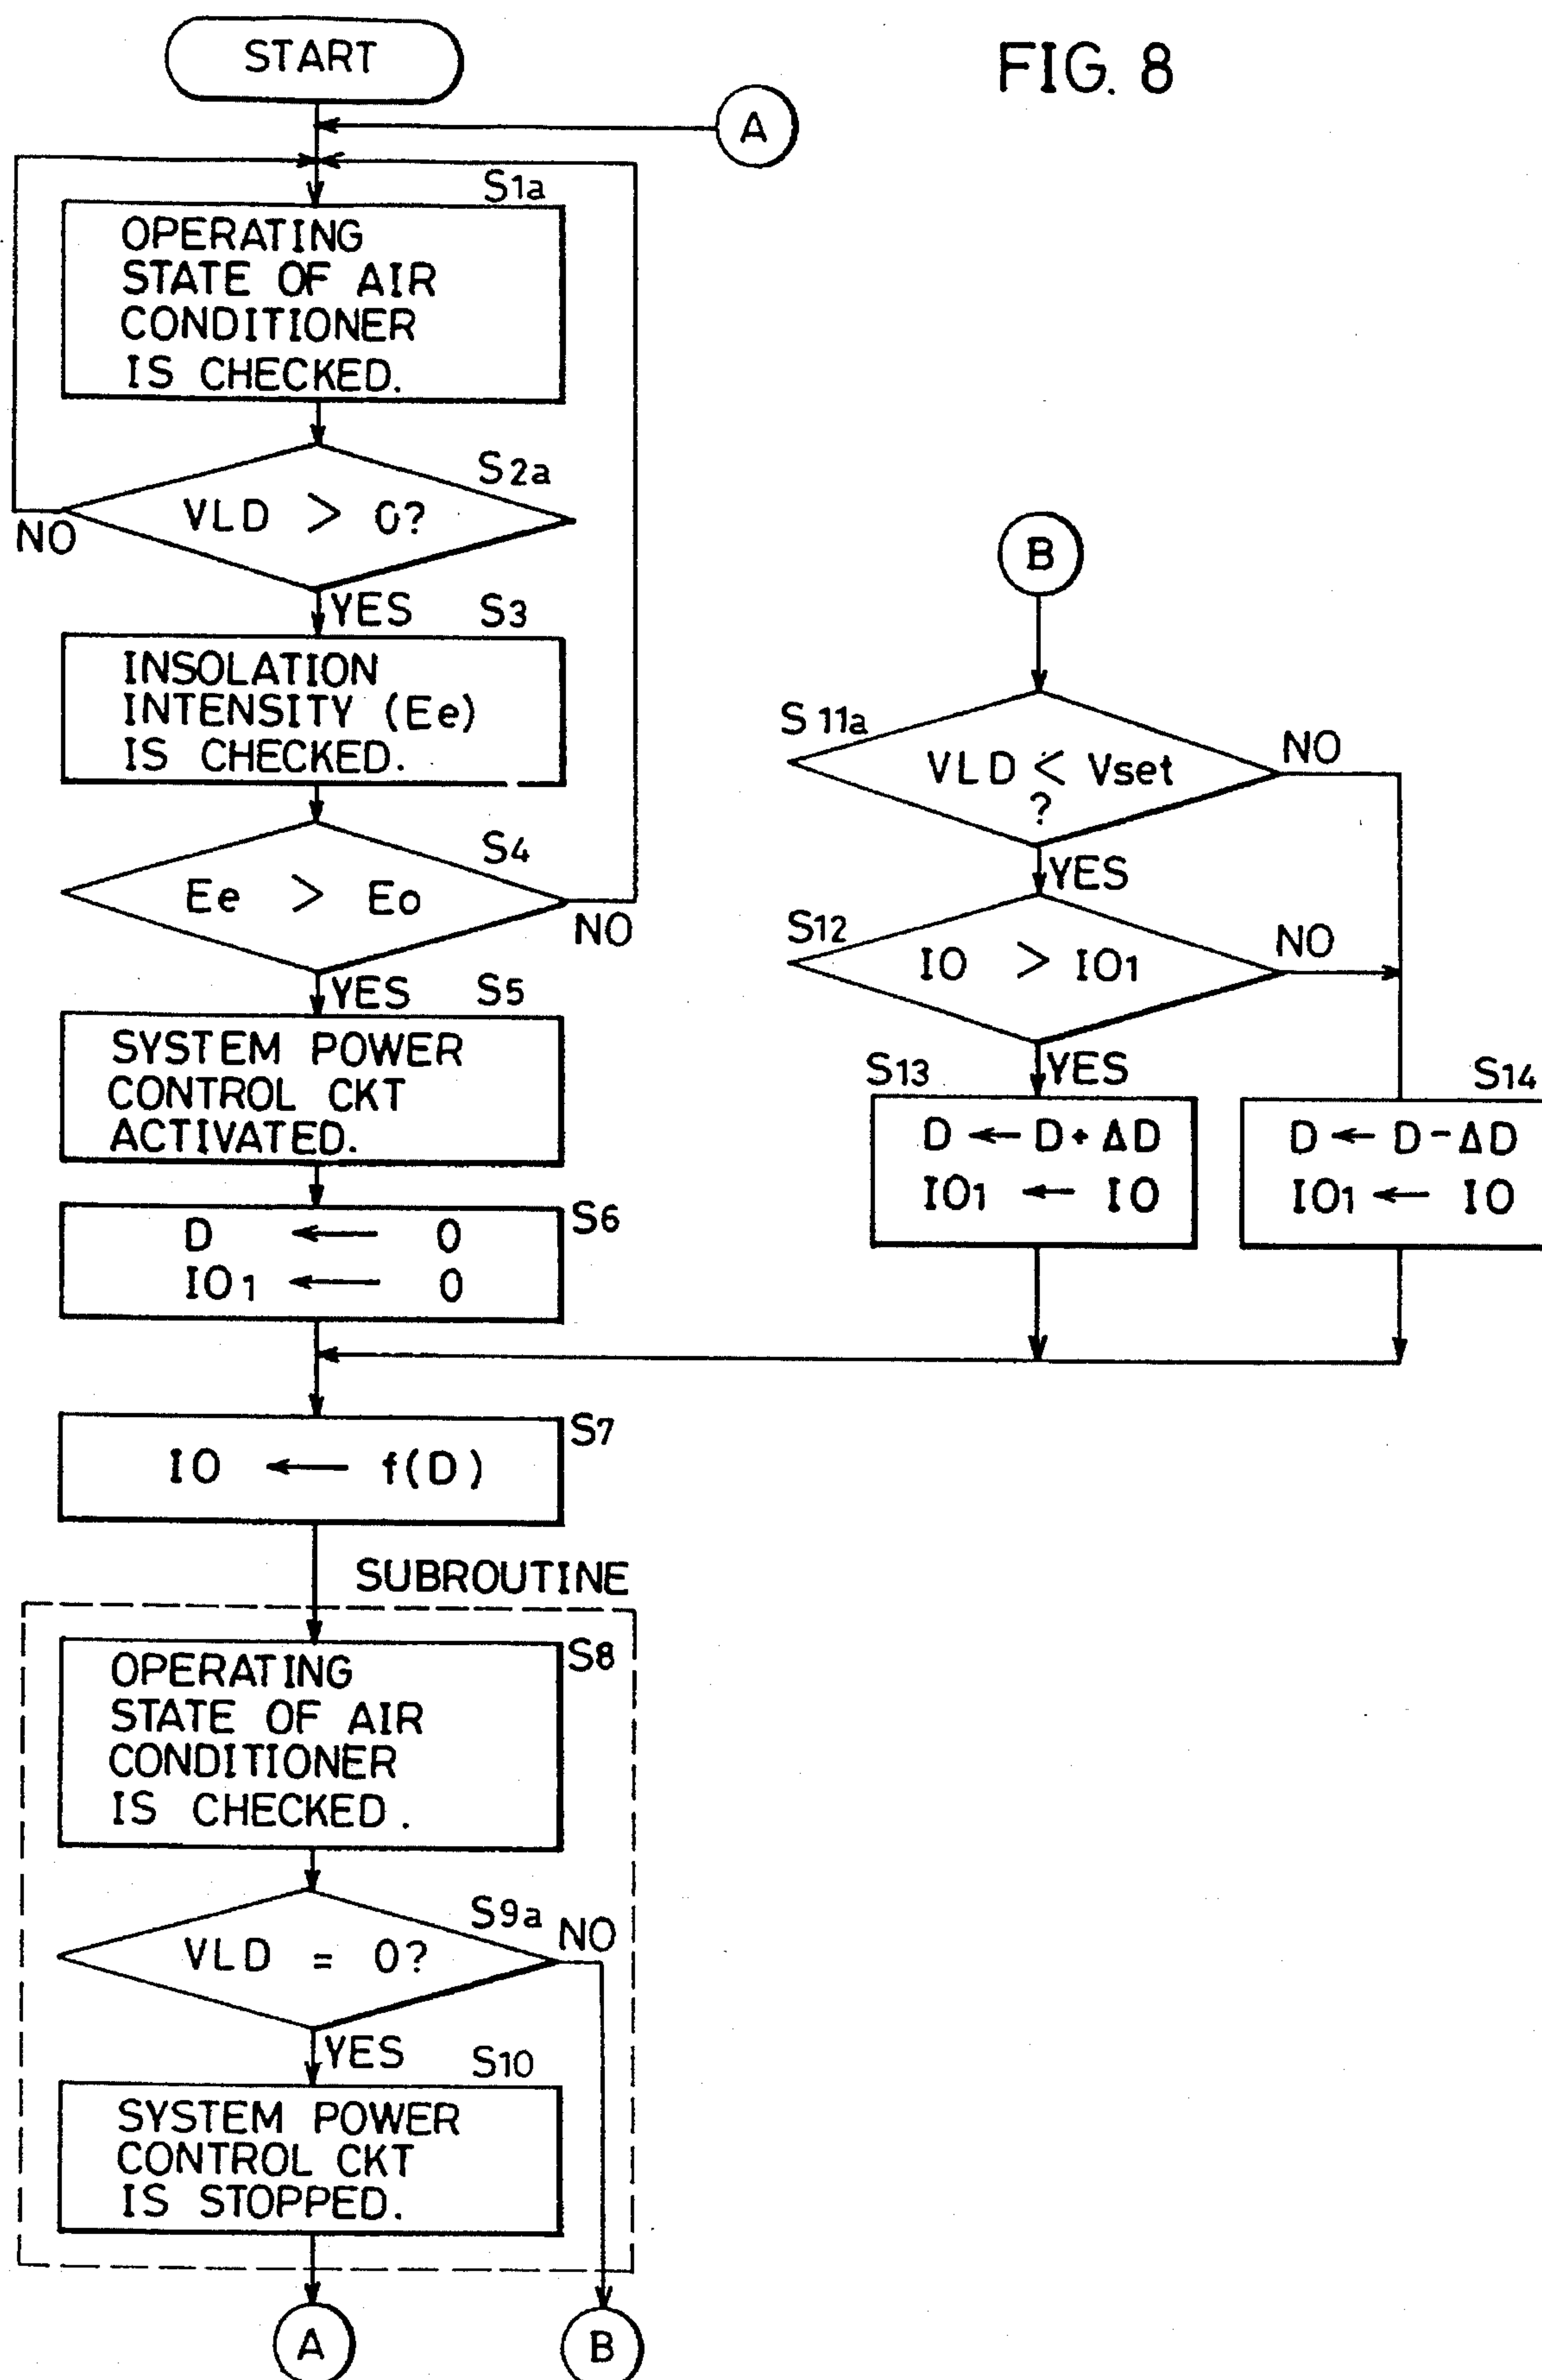 FIG. 8
START
A
S1a
OPERATING
STATE OF AIR
CONDITIONER
IS CHECKED.
S2a
VLD > 0?
NO
YES
S3
INSOLATION
INTENSITY (Ee)
IS CHECKED.
S4
Ee > Eo
NO
YES
S5
SYSTEM POWER
CONTROL CKT
ACTIVATED.
S6
D ← 0
IO1 ← 0
S7
IO ← f(D)
SUBROUTINE
S8
OPERATING
STATE OF AIR
CONDITIONER
IS CHECKED.
S9a
VLD = 0?
NO
YES
S10
SYSTEM POWER
CONTROL CKT
IS STOPPED.
A
B
B
S11a
VLD < Vset
?
NO
YES
S12
IO > IO1
NO
YES
S13
D ← D + ΔD
IO1 ← IO
S14
D ← D - ΔD
IO1 ← IO